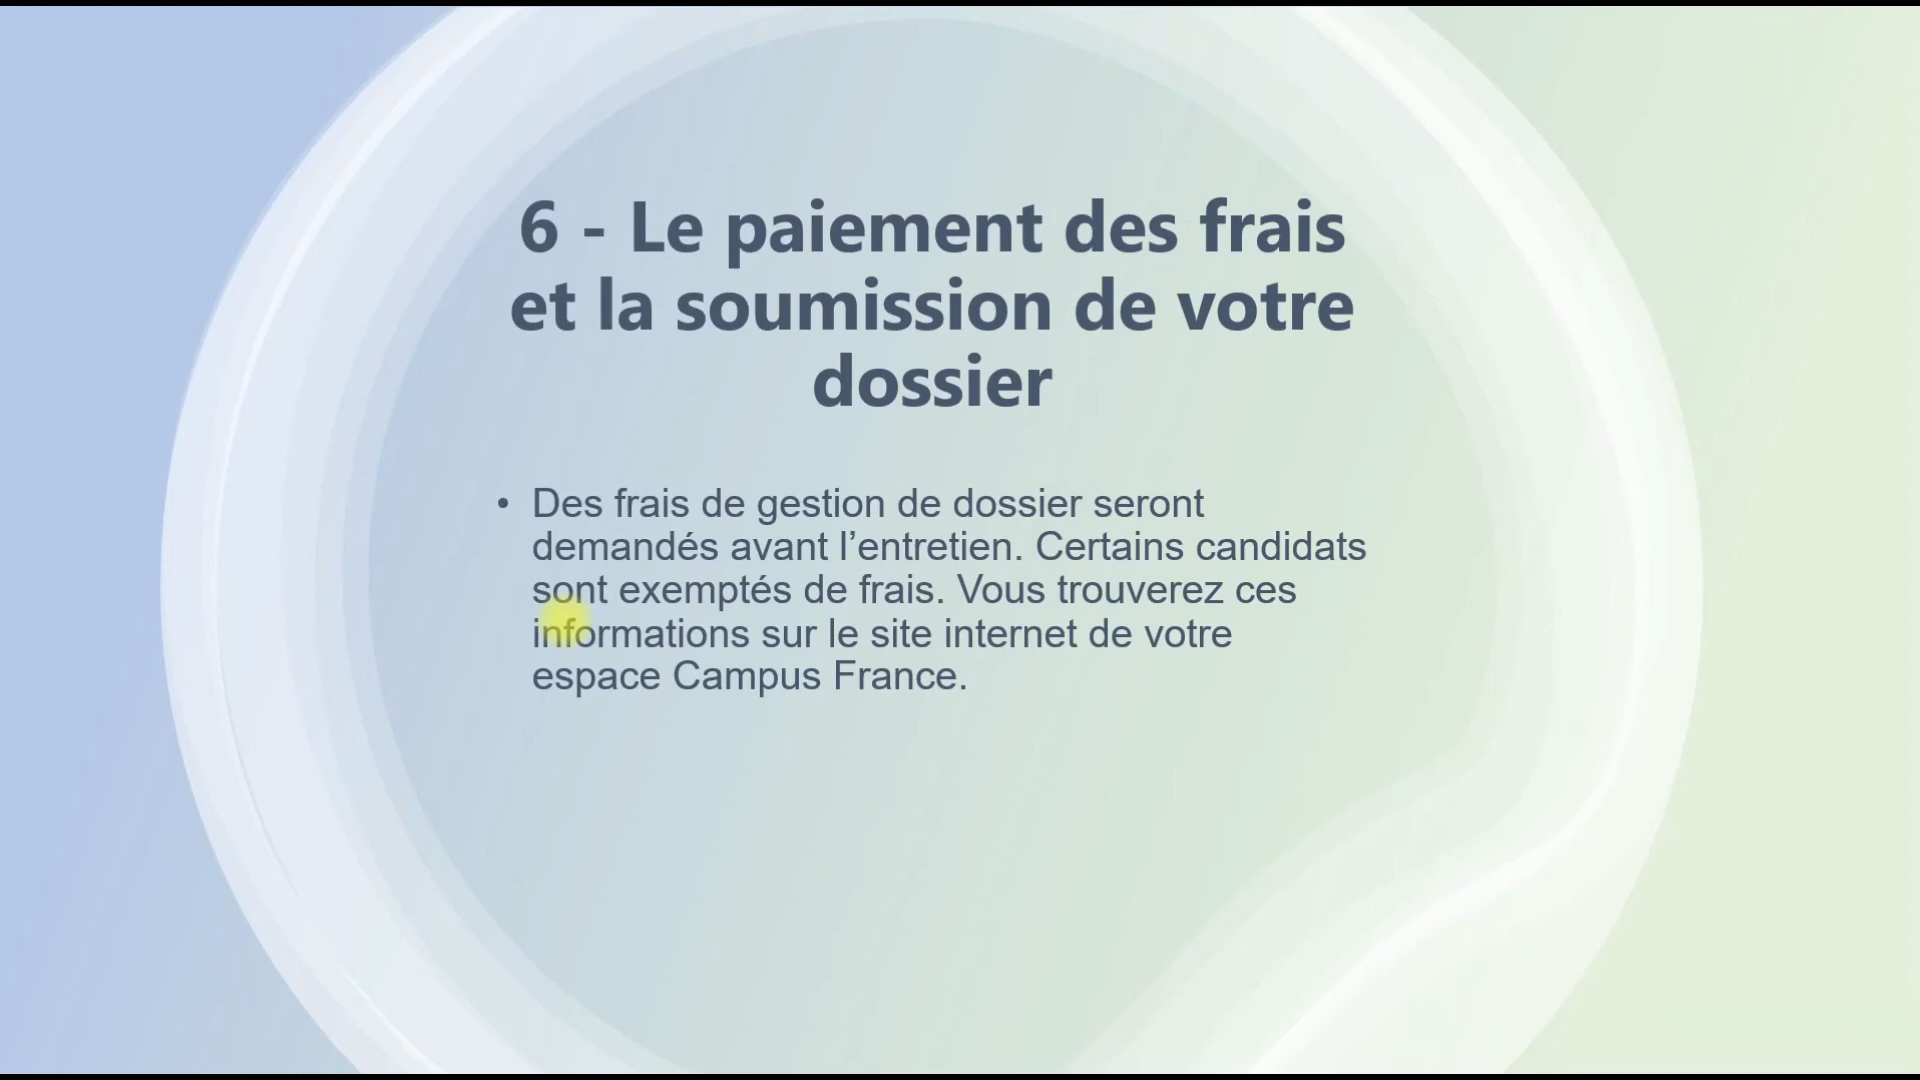 6 - Le paiement des frais
et la soumission de votre
dossier
• Des frais de gestion de dossier seront
demandés avant l’entretien. Certains candidats
sont exemptés de frais. Vous trouverez ces
informations sur le site internet de votre
espace Campus France.